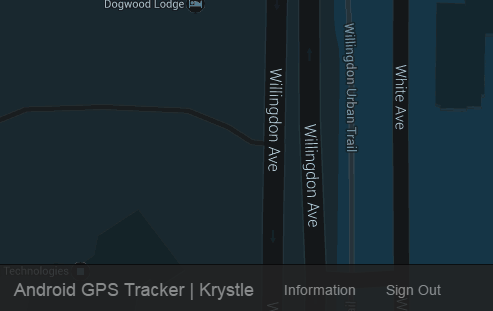 Dogwood Lodge
Willingdon Ave
Willingdon Ave
Willingdon Urban Trail
White Ave
Technologies
Android GPS Tracker | Krystle
Information
Sign Out